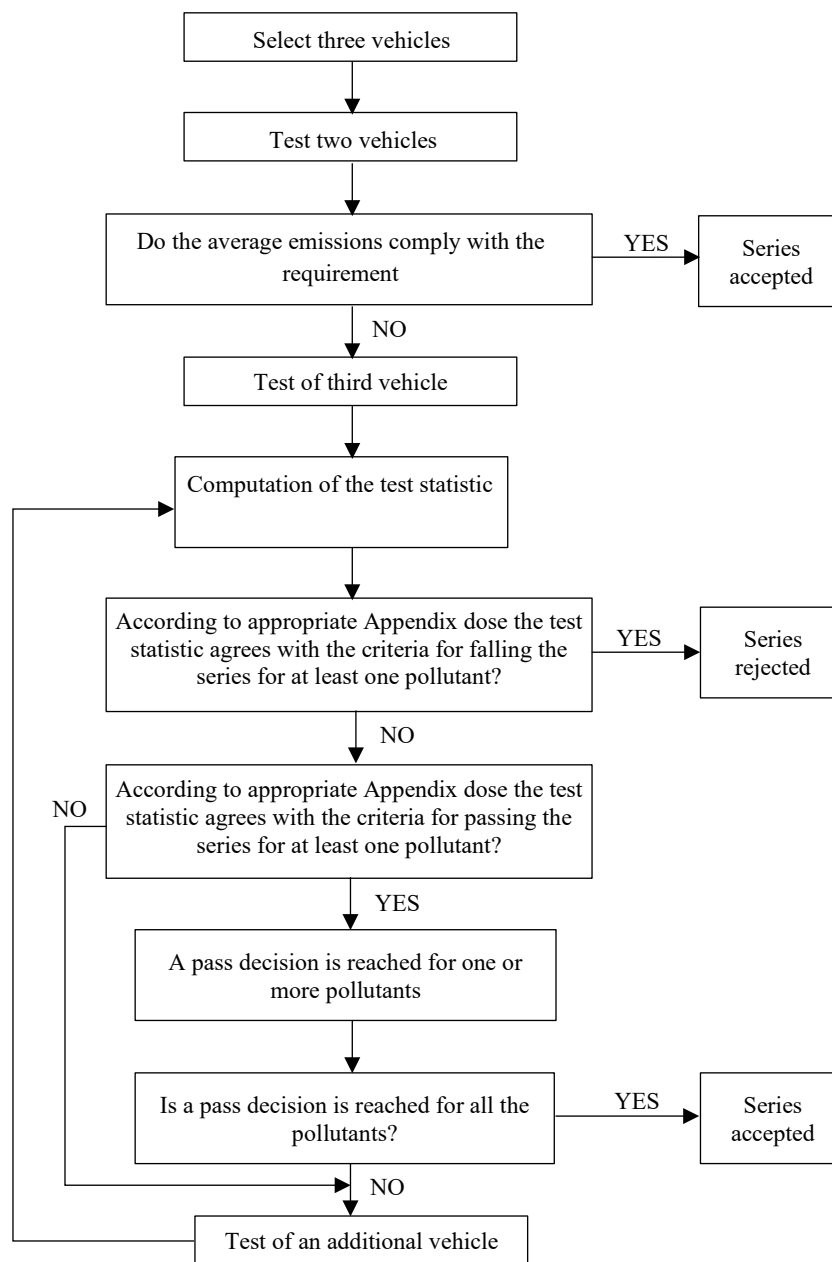 Select three vehicles
Test two vehicles
Do the average emissions comply with the
requirement
YES
Series
accepted
NO
Test of third vehicle
Computation of the test statistic
According to appropriate Appendix dose the test
statistic agrees with the criteria for falling the
series for at least one pollutant?
YES
Series
rejected
NO
According to appropriate Appendix dose the test
statistic agrees with the criteria for passing the
series for at least one pollutant?
NO
YES
A pass decision is reached for one or
more pollutants
Is a pass decision is reached for all the
pollutants?
YES
Series
accepted
NO
Test of an additional vehicle